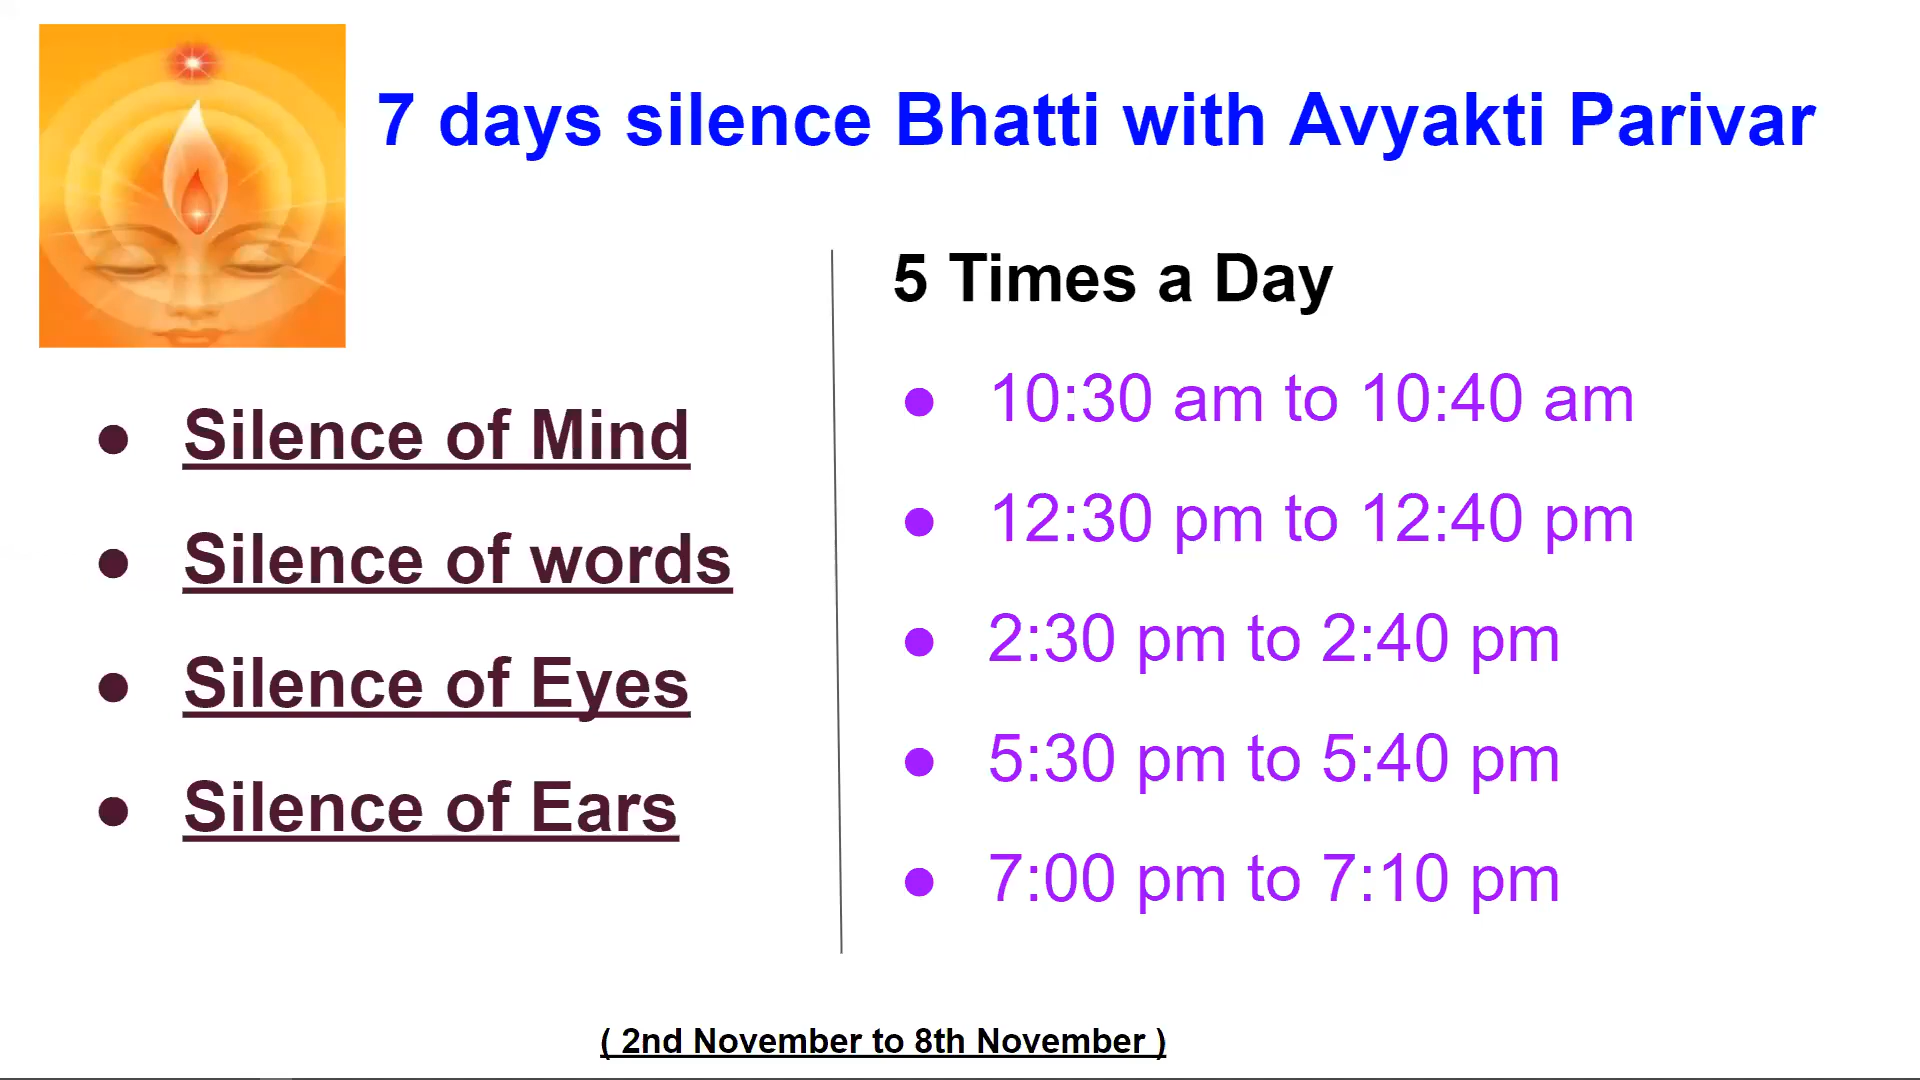 7 days silence Bhatti with Avyakti Parivar
● Silence of Mind
● Silence of words
● Silence of Eyes
● Silence of Ears
5 Times a Day
● 10:30 am to 10:40 am
● 12:30 pm to 12:40 pm
● 2:30 pm to 2:40 pm
● 5:30 pm to 5:40 pm
● 7:00 pm to 7:10 pm
( 2nd November to 8th November )